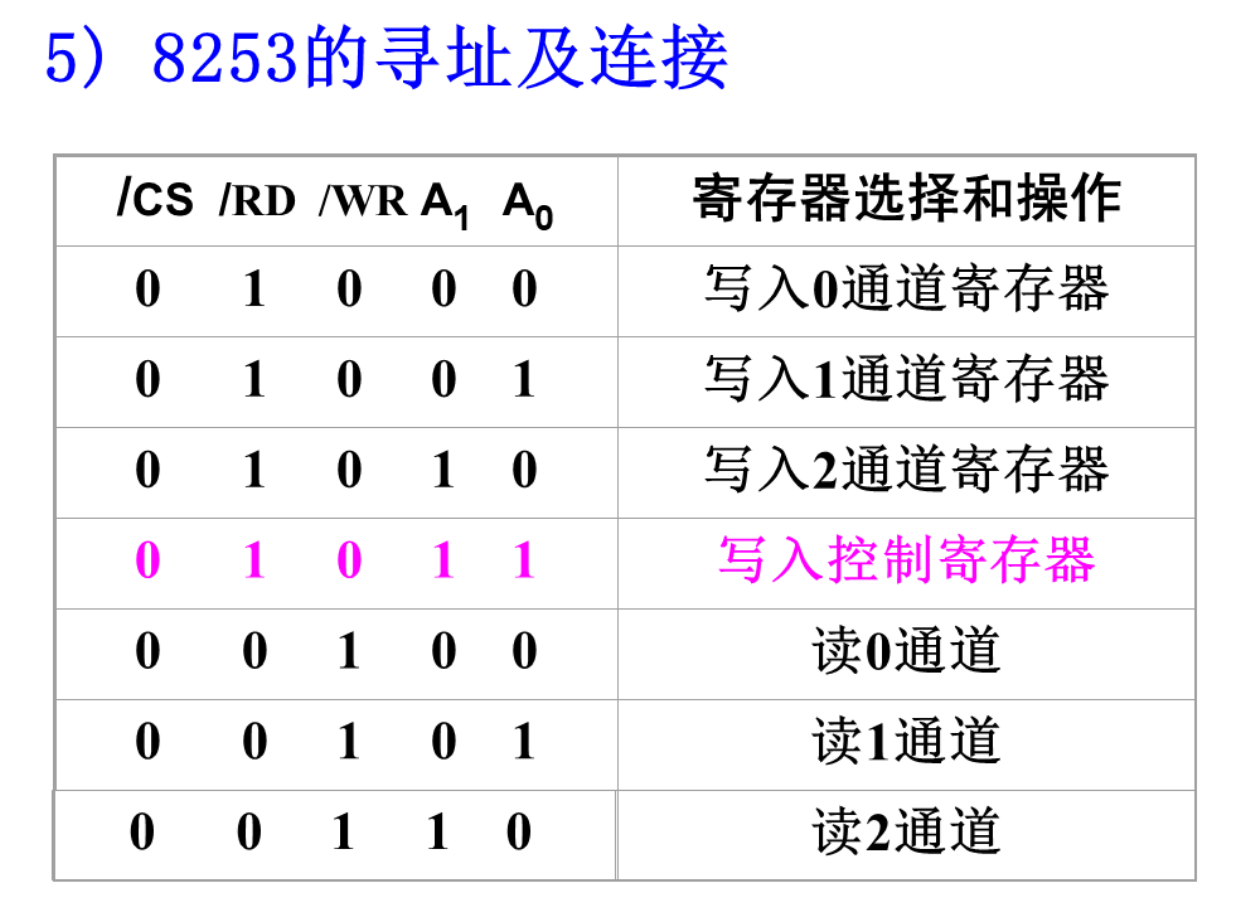 5) 8253的寻址及连接
/CS /RD /WR A₁ A₀ 寄存器选择和操作
0 1 0 0 0 写入0通道寄存器
0 1 0 0 1 写入1通道寄存器
0 1 0 1 0 写入2通道寄存器
0 1 0 1 1 写入控制寄存器
0 0 1 0 0 读0通道
0 0 1 0 1 读1通道
0 0 1 1 0 读2通道